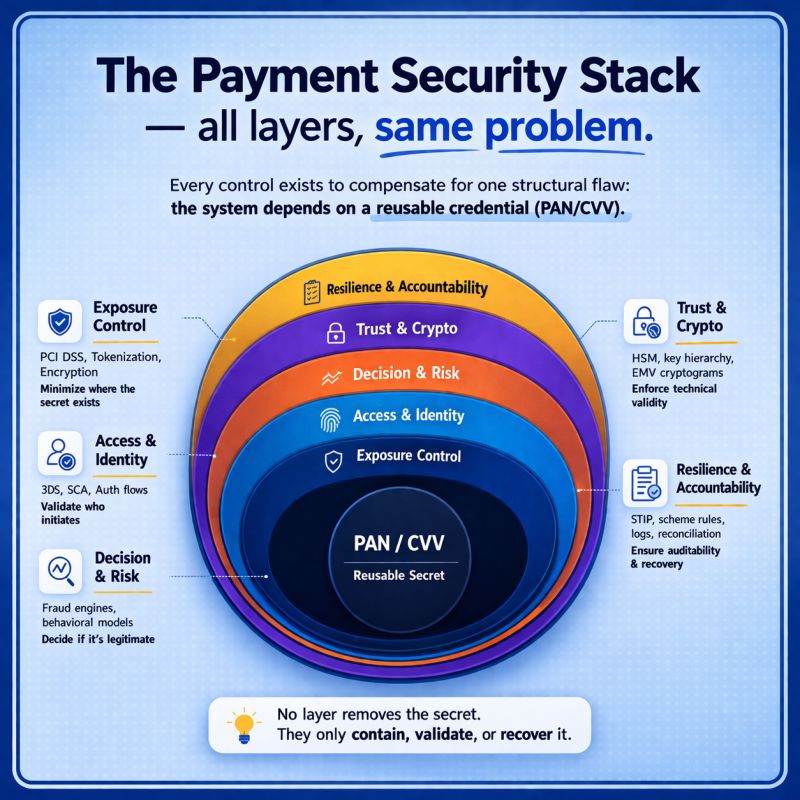 The Payment Security Stack
— all layers, same problem.
Every control exists to compensate for one structural flaw:
the system depends on a reusable credential (PAN/CVV).
Resilience & Accountability
Trust & Crypto
Decision & Risk
Access & Identity
Exposure Control
PAN / CVV
Reusable Secret
Exposure
Control
PCI DSS, Tokenization,
Encryption
Minimize where the
secret exists
Access &
Identity
3DS, SCA, Auth flows
Validate who
initiates
Decision
& Risk
Fraud engines,
behavioral models
Decide if it's legitimate
Trust &
Crypto
HSM, key hierarchy,
EMV cryptograms
Enforce technical
validity
Resilience &
Accountability
STIP, scheme rules,
logs, reconciliation
Ensure auditability
& recovery
No layer removes the secret.
They only contain, validate, or recover it.